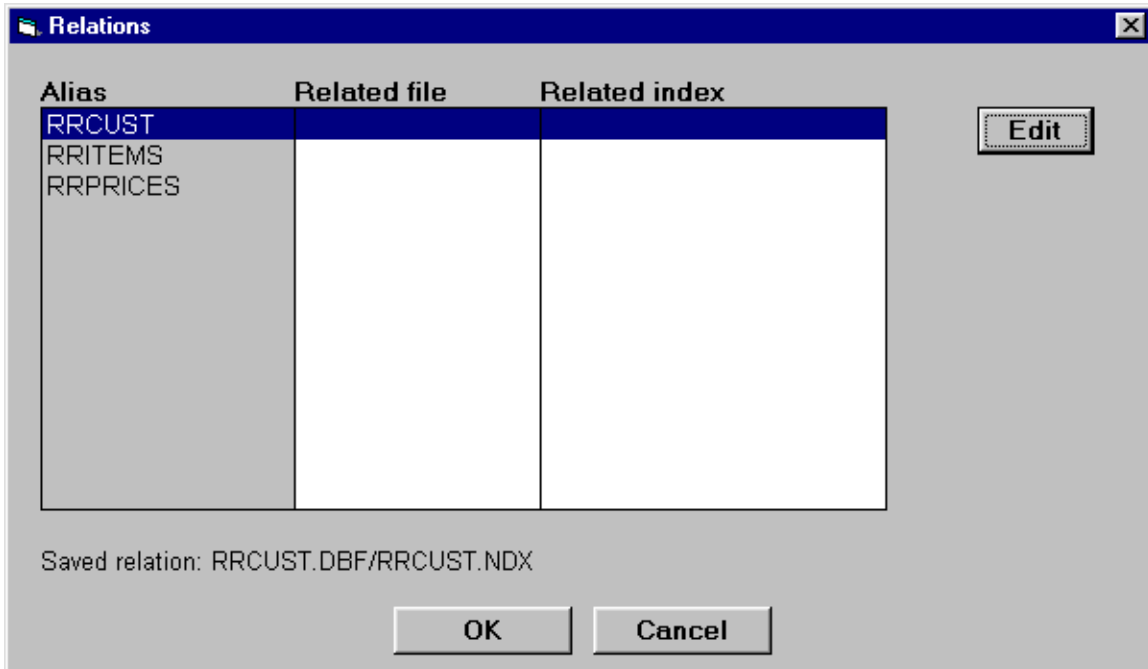 Relations
Alias Related file Related index
RRCUST
RRITEMS
RRPRICES
Edit
Saved relation: RRCUST.DBF/RRCUST.NDX
OK Cancel